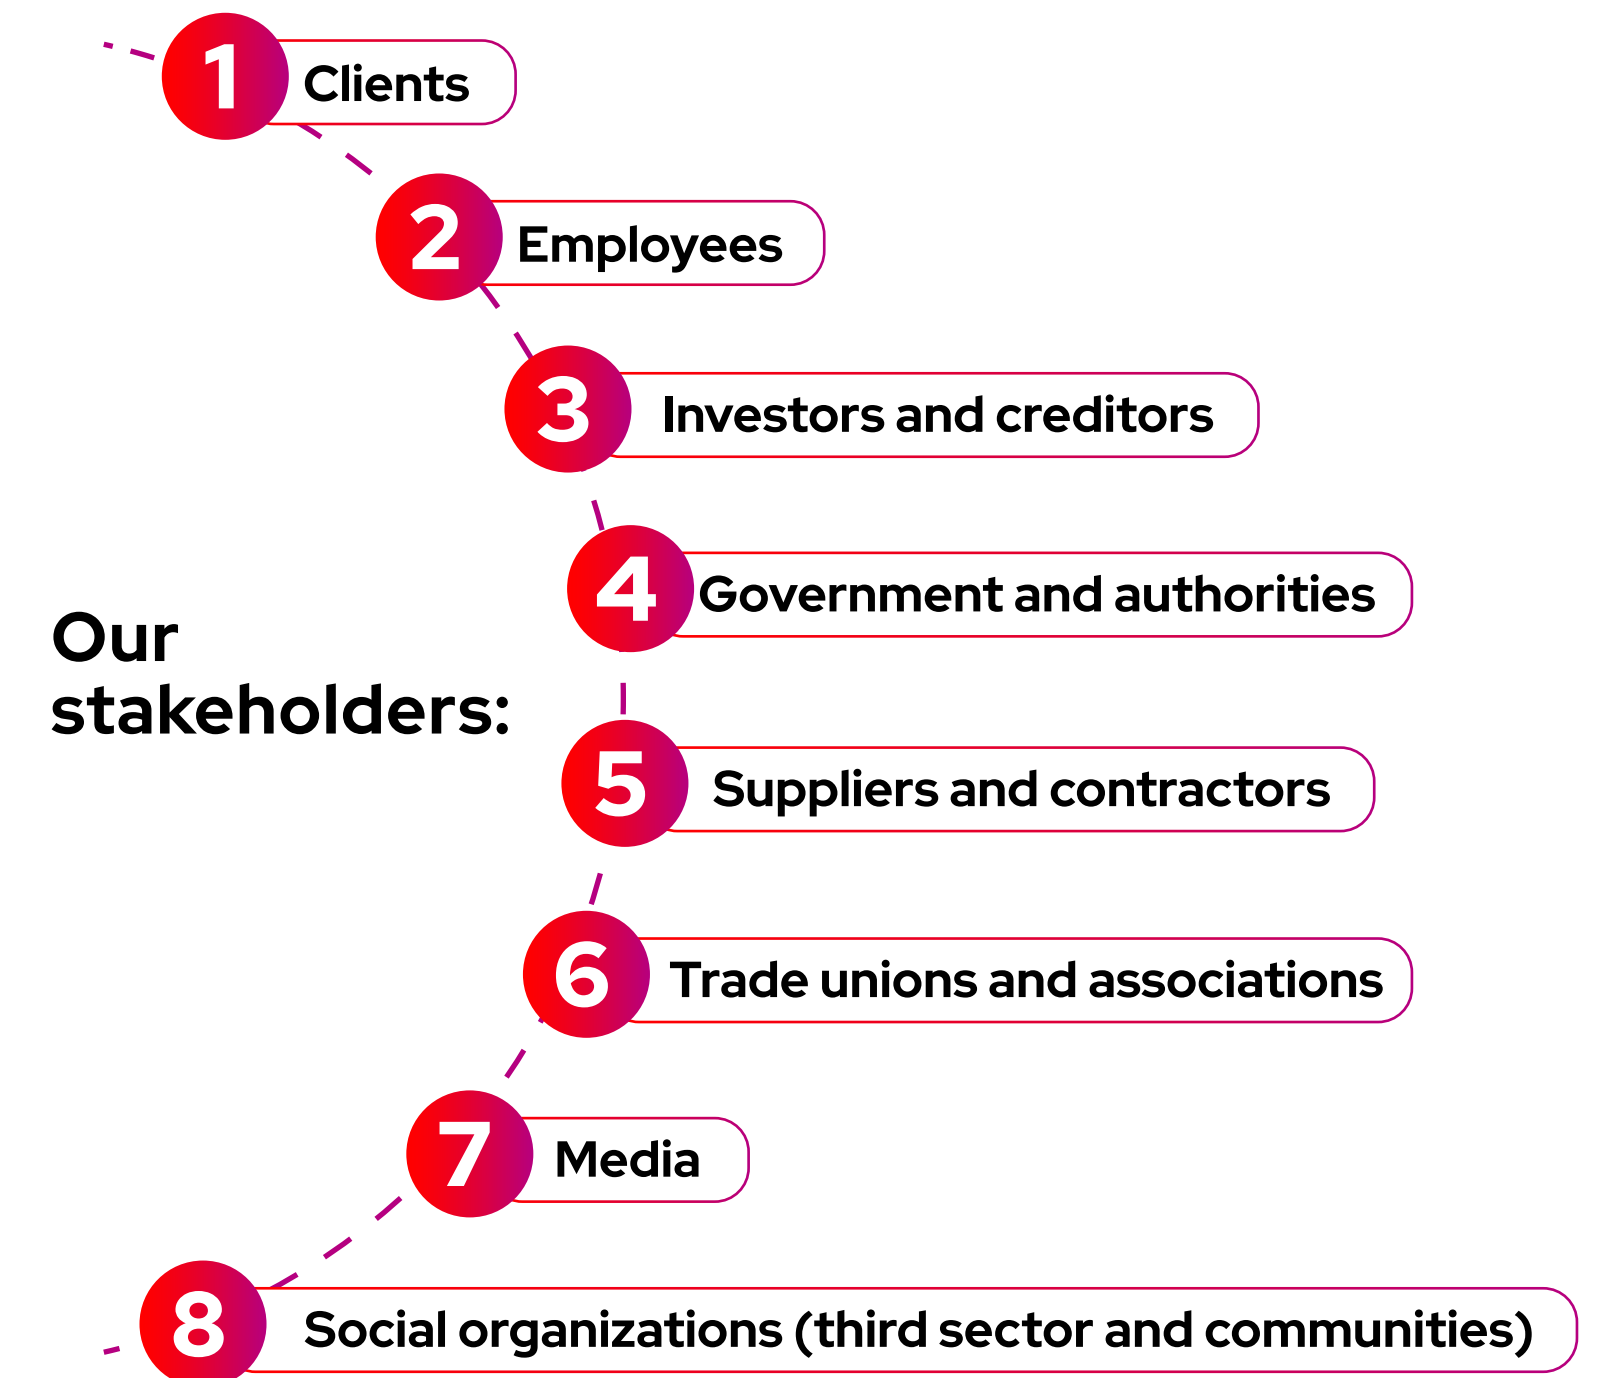 1 Clients
2 Employees
3 Investors and creditors
4 Government and authorities
Our
stakeholders:
5 Suppliers and contractors
6 Trade unions and associations
7 Media
8 Social organizations (third sector and communities)